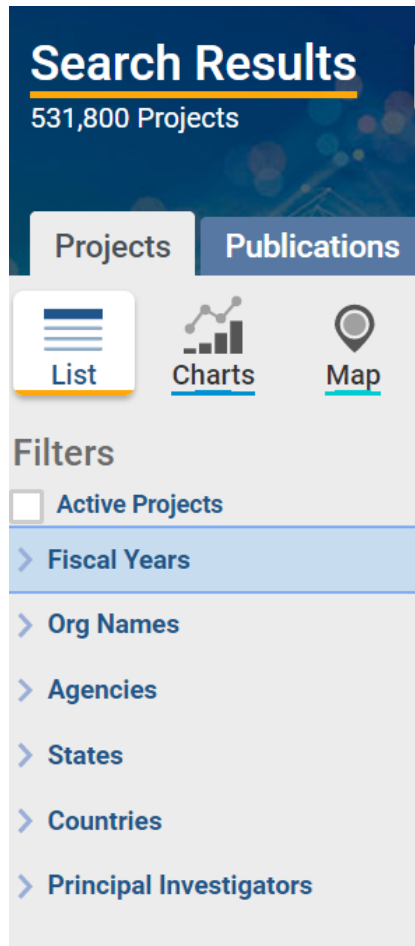 Search Results
531,800 Projects
Projects
Publications
List
Charts
Map
Filters
Active Projects
Fiscal Years
Org Names
Agencies
States
Countries
Principal Investigators